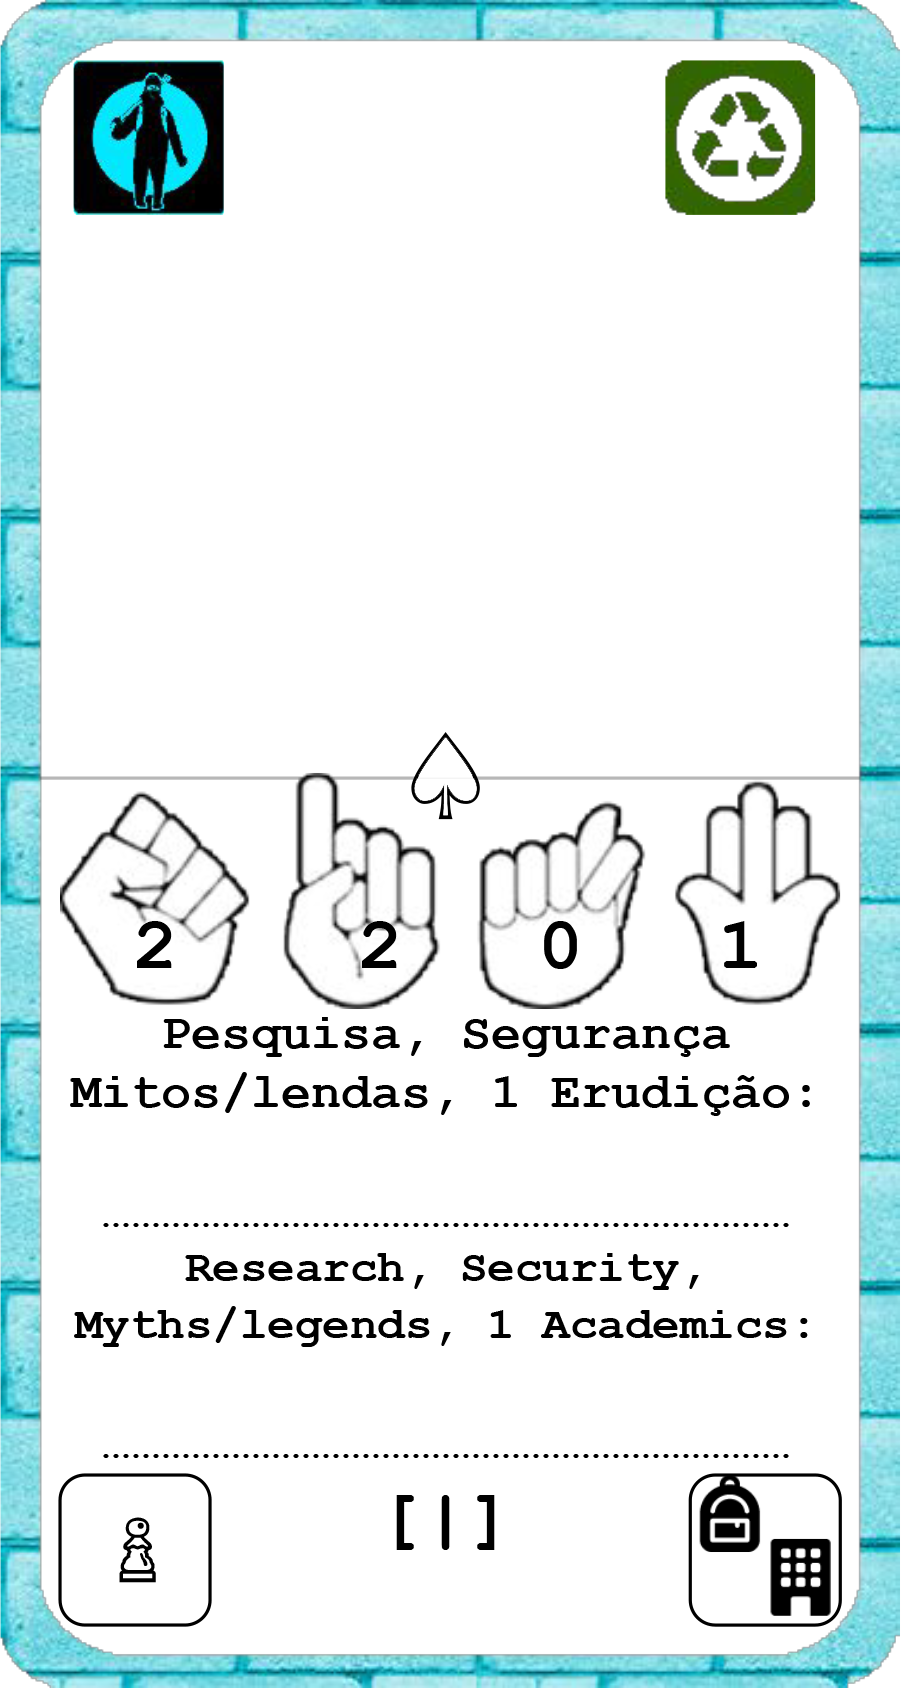 2 2 0 1
Pesquisa, Segurança
Mitos/lendas, 1 Erudição:
Research, Security,
Myths/legends, 1 Academics:
[|]